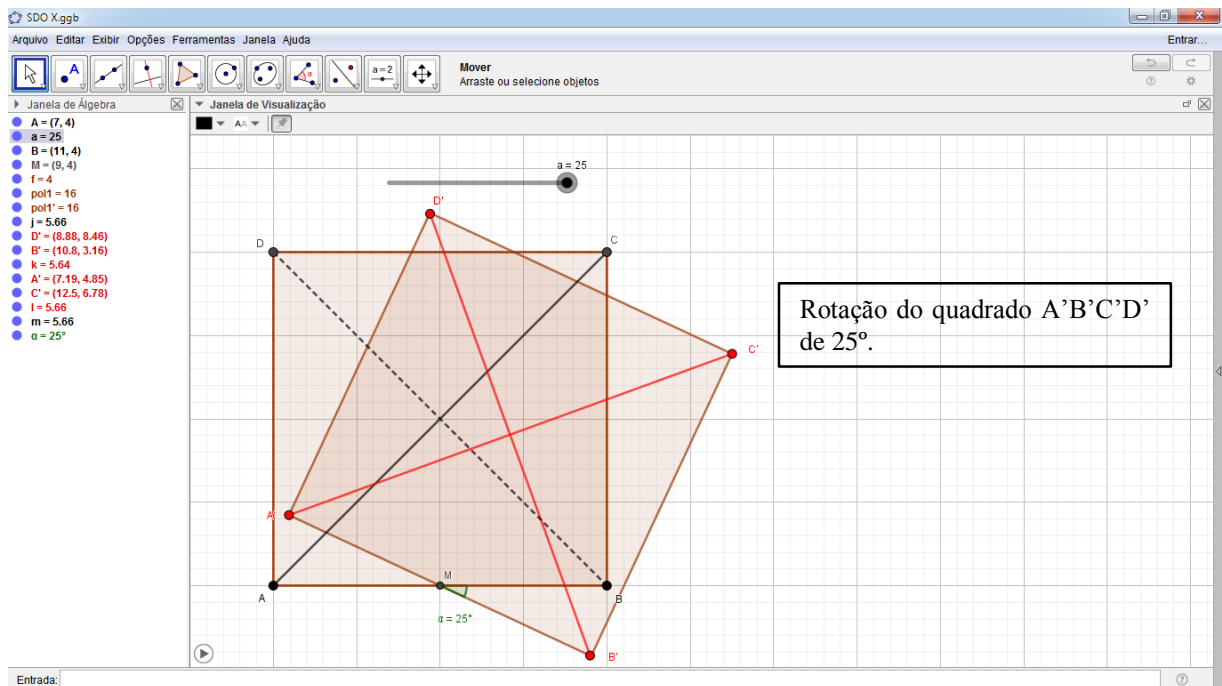 SDO X.ggb
Arquivo Editar Exibir Opções Ferramentas Janela Ajuda
Entrar...
A
α
a = 2
Mover
Arraste ou selecione objetos
Janela de Álgebra
Janela de Visualização
AA
A = (7, 4)
a = 25
B = (11, 4)
M = (9, 4)
f = 4
pol1 = 16
pol1' = 16
j = 5.66
D' = (8.88, 8.46)
B' = (10.8, 3.16)
k = 5.64
A' = (7.19, 4.85)
C' = (12.5, 6.78)
l = 5.66
m = 5.66
α = 25°
a = 25
D'
D
C
Rotação do quadrado A’B’C’D’
de 25º.
C'
A'
M
A
B
α = 25°
B'
Entrada: